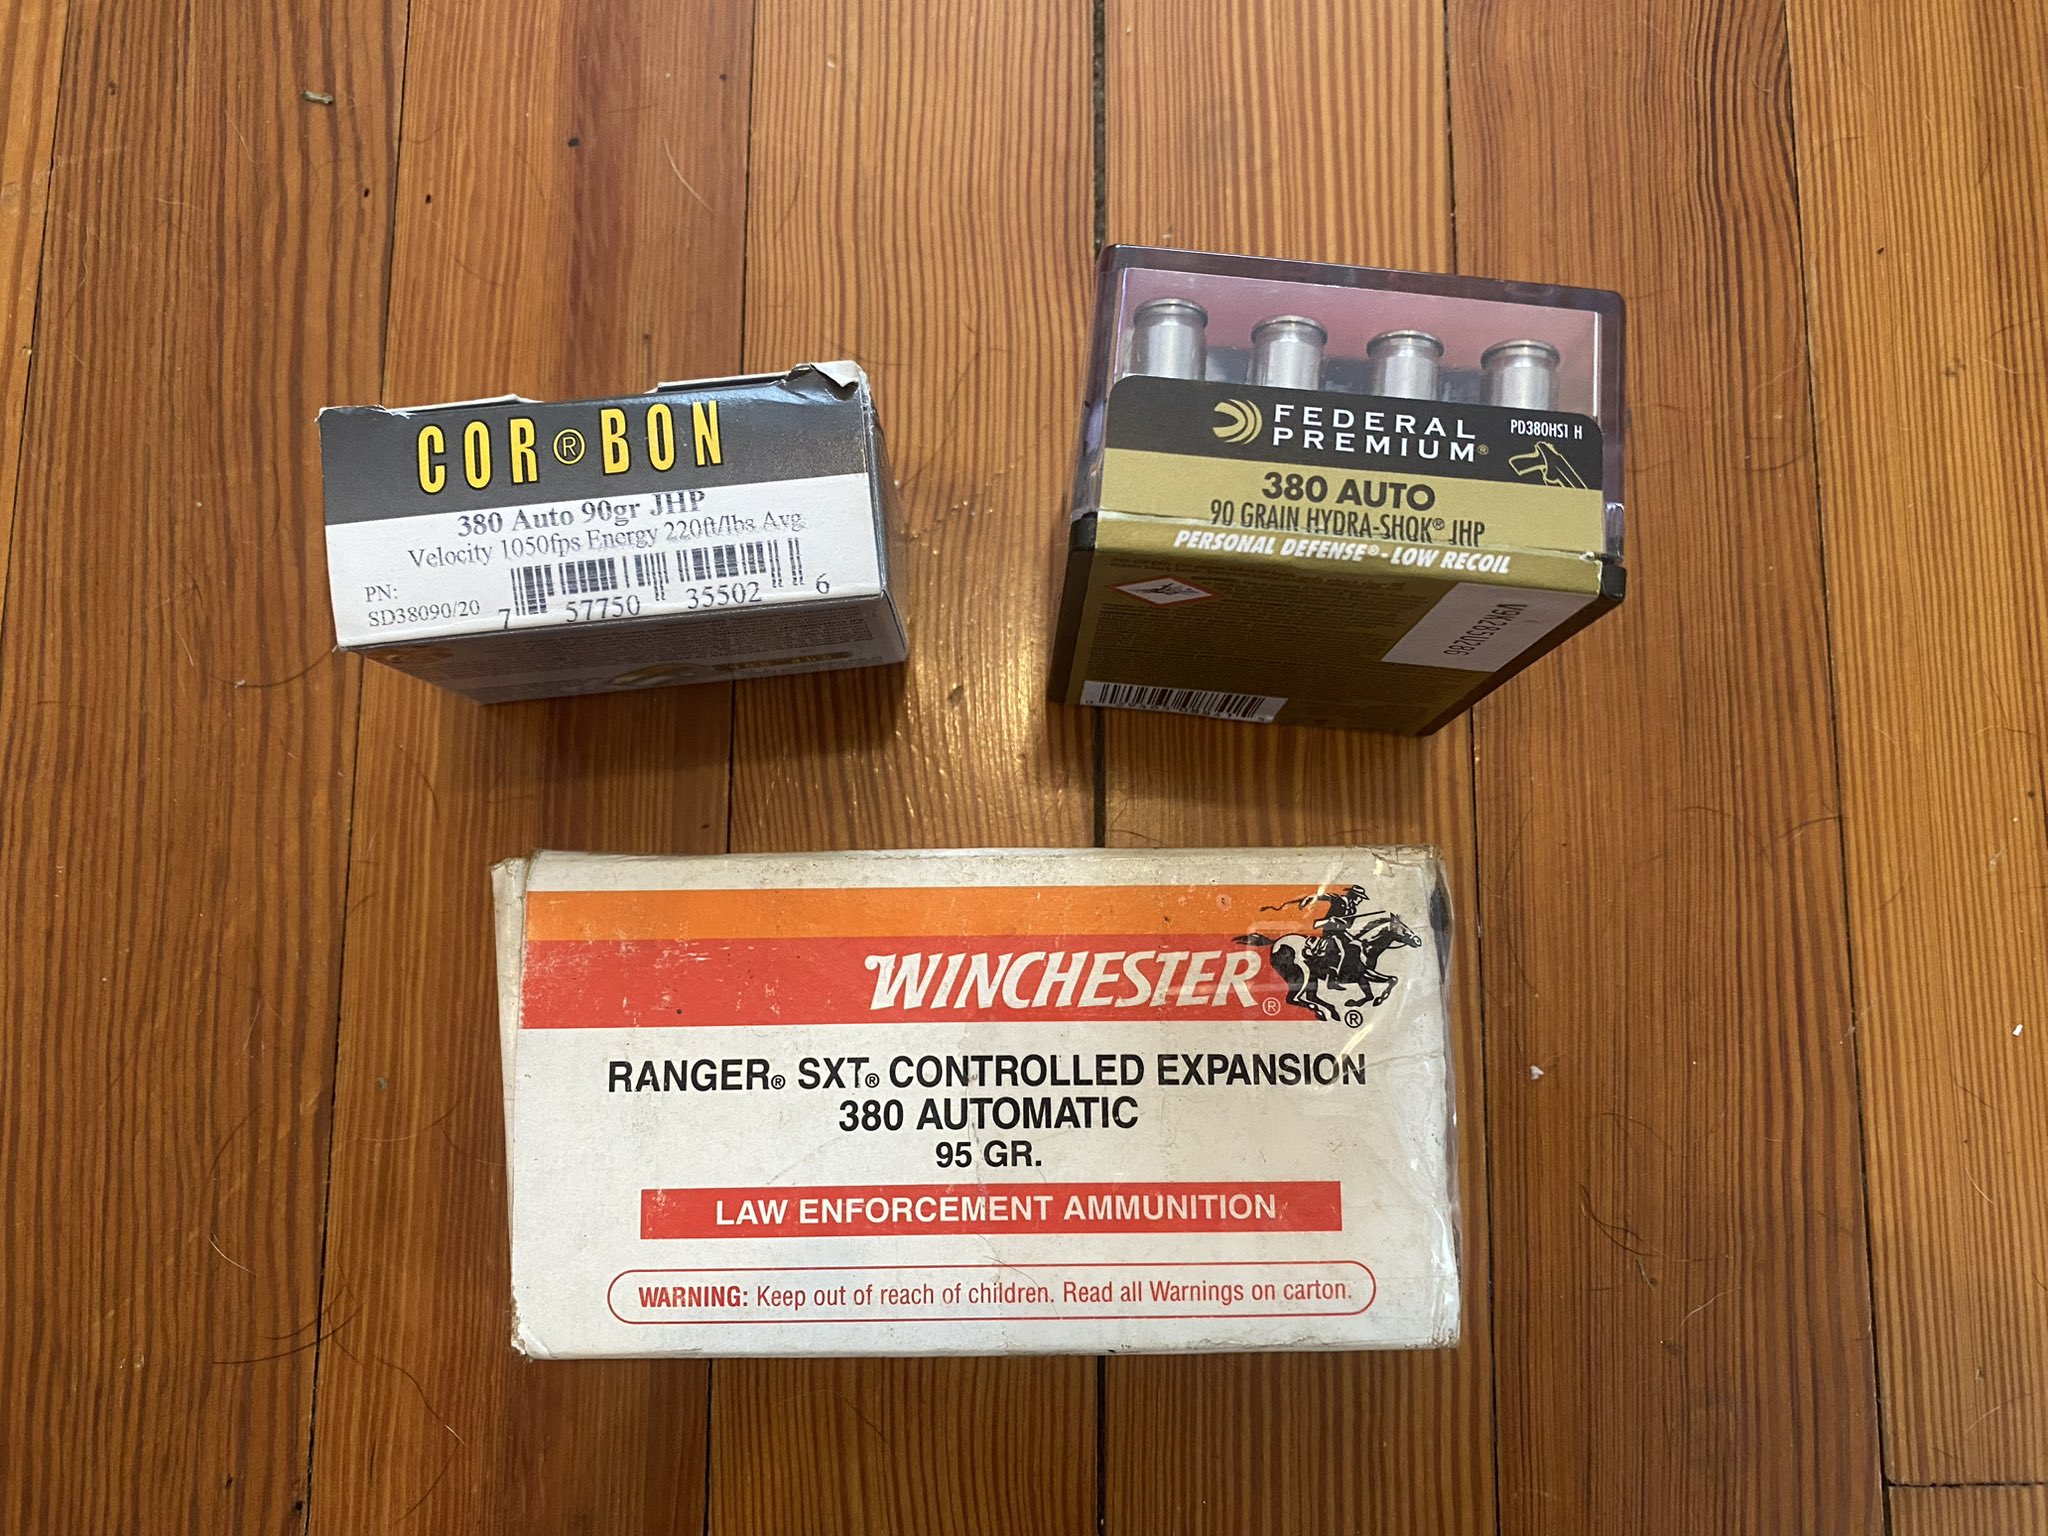 COR®BON
380 Auto 90gr JHP
Velocity 1050fps Energy 220ft/lbs Avg
PN:
SD38090/20
7 57750 35502 6
FEDERAL
PREMIUM®
PD380HS1 H
380 AUTO
90 GRAIN HYDRA-SHOK® JHP
PERSONAL DEFENSE® - LOW RECOIL
WINCHESTER®
®
RANGER® SXT® CONTROLLED EXPANSION
380 AUTOMATIC
95 GR.
LAW ENFORCEMENT AMMUNITION
WARNING: Keep out of reach of children. Read all Warnings on carton.